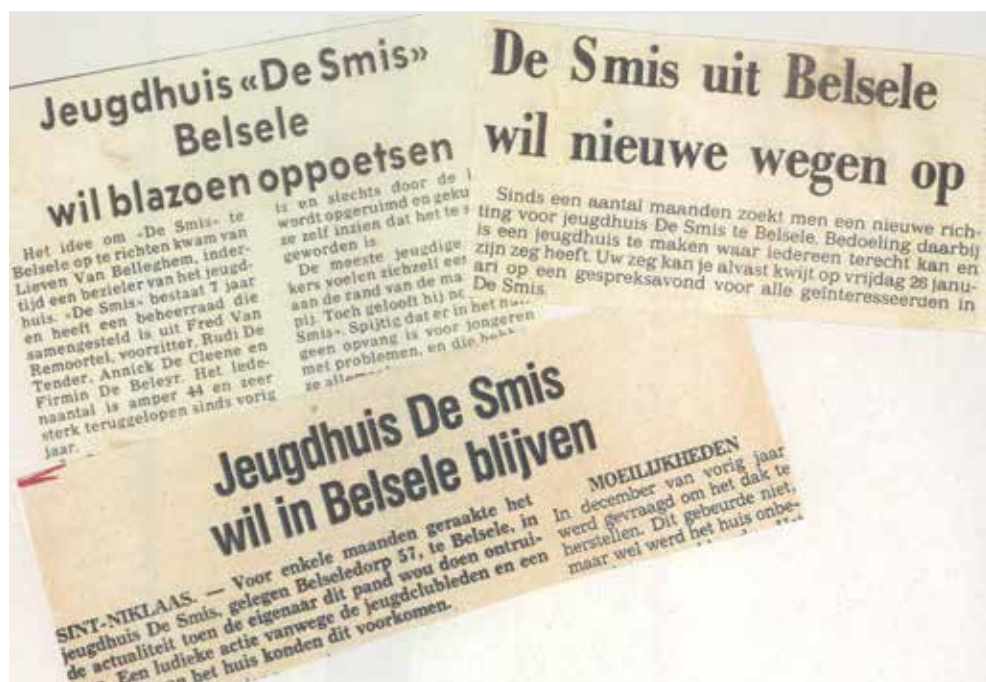 Jeugdhuis «De Smis»
Belsele
wil blazoen oppoetsen
Het idee om «De Smis» te
Belsele op te richten kwam van
Lieven Van Belleghem, inder-
tijd een bezieler van het jeugd-
huis. «De Smis» bestaat 7 jaar
en heeft een beheerraad die
samengesteld is uit Fred Van
Remoortel, voorzitter, Rudi De
Tender, Annick De Cleene en
Firmin De Beleyr. Het lede-
naantal is amper 44 en zeer
sterk teruggelopen sinds vorig
jaar.
is en slechts door de
wordt opgeruimd en geku
ze zelf inzien dat het te
geworden is.
De meeste jeugdige
kers voelen zichzelf ee
aan de rand van de ma
pij. Toch gelooft hij
Smis». Spijtig dat er in het
geen opvang is voor jongeren
met problemen, en die
De Smis uit Belsele
wil nieuwe wegen op
Sinds een aantal maanden zoekt men een nieuwe rich-
ting voor jeugdhuis De Smis te Belsele. Bedoeling daarbij
is een jeugdhuis te maken waar iedereen terecht kan en
zijn zeg heeft. Uw zeg kan je alvast kwijt op vrijdag 26 janu-
ari op een gespreksavond voor alle geïnteresseerden in
De Smis.
Jeugdhuis De Smis
wil in Belsele blijven
SINT-NIKLAAS. — Voor enkele maanden geraakte het
jeugdhuis De Smis, gelegen Belseledorp 57, te Belsele, in
de actualiteit toen de eigenaar dit pand wou doen ontrui-
Een ludieke actie vanwege de jeugdclubleden en een
het huis konden dit voorkomen.
MOEILIJKHEDEN
In december van vorig jaar
werd gevraagd om het dak te
herstellen. Dit gebeurde niet,
maar wel werd het huis onbe-